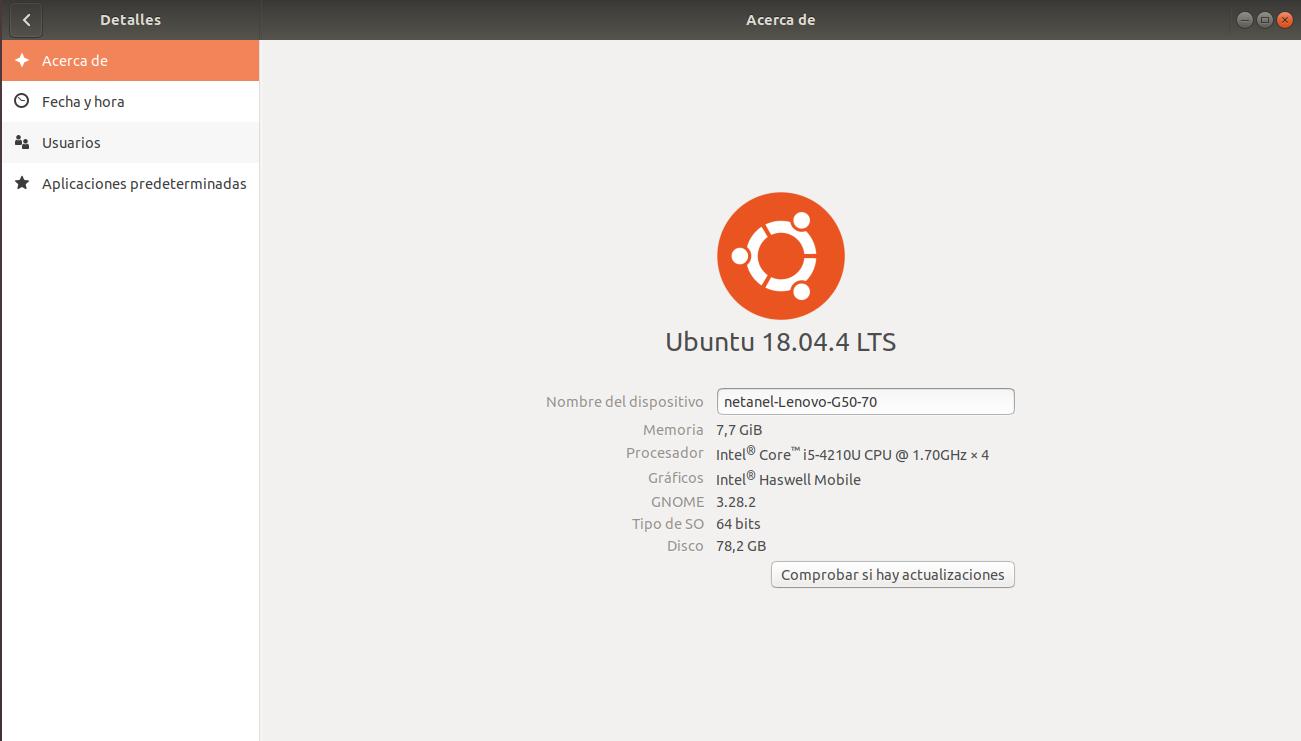 Detalles
Acerca de
Acerca de
Fecha y hora
Usuarios
Aplicaciones predeterminadas
Ubuntu 18.04.4 LTS
Nombre del dispositivo netanel-Lenovo-G50-70
Memoria 7,7 GiB
Procesador Intel® Core™ i5-4210U CPU @ 1.70GHz × 4
Gráficos Intel® Haswell Mobile
GNOME 3.28.2
Tipo de SO 64 bits
Disco 78,2 GB
Comprobar si hay actualizaciones